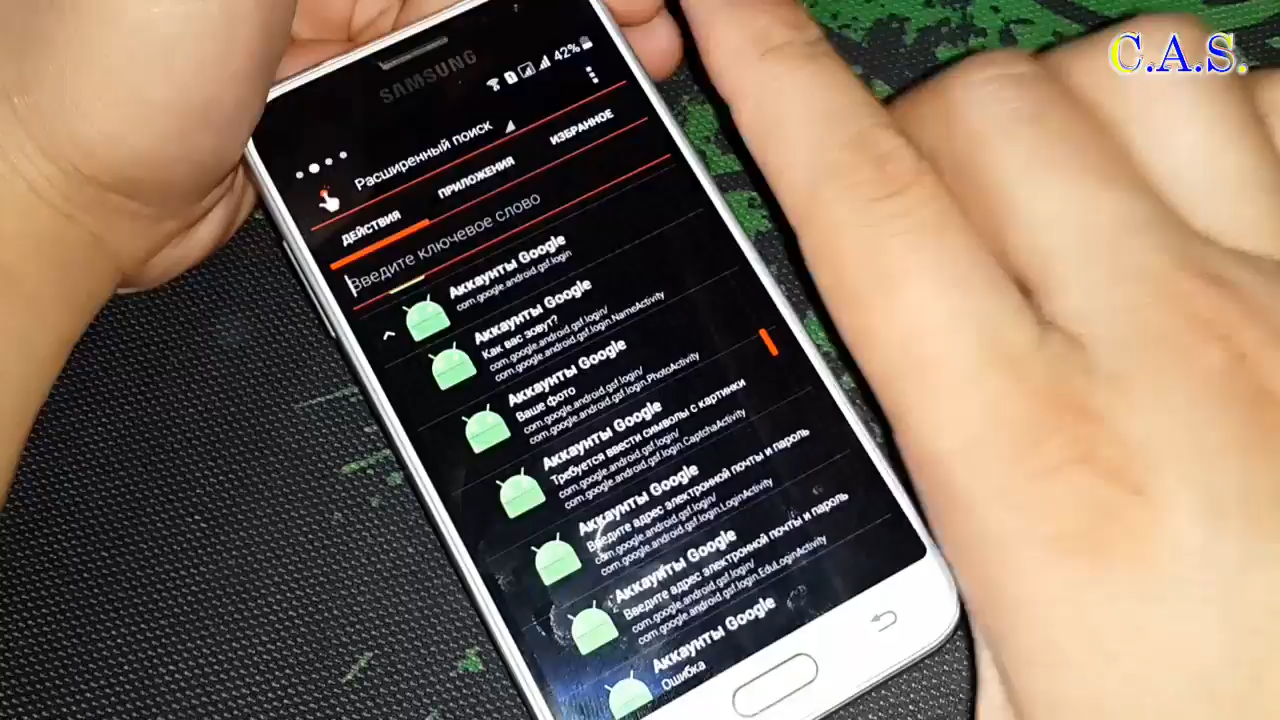 C.A.S.
SAMSUNG
42%
Расширенный поиск
ДЕЙСТВИЯ
ПРИЛОЖЕНИЯ
ИЗБРАННОЕ
Введите ключевое слово
Аккаунты Google
com.google.android.gsf.login
Аккаунты Google
Как вас зовут?
com.google.android.gsf.login/
com.google.android.gsf.login.NameActivity
Аккаунты Google
Ваше фото
com.google.android.gsf.login/
com.google.android.gsf.login.PhotoActivity
Аккаунты Google
Требуется ввести символы с картинки
com.google.android.gsf.login/
com.google.android.gsf.login.CaptchaActivity
Аккаунты Google
Введите адрес электронной почты и пароль
com.google.android.gsf.login/
com.google.android.gsf.login.LoginActivity
Аккаунты Google
Введите адрес электронной почты и пароль
com.google.android.gsf.login/
com.google.android.gsf.login.EduLoginActivity
Аккаунты Google
Ошибка